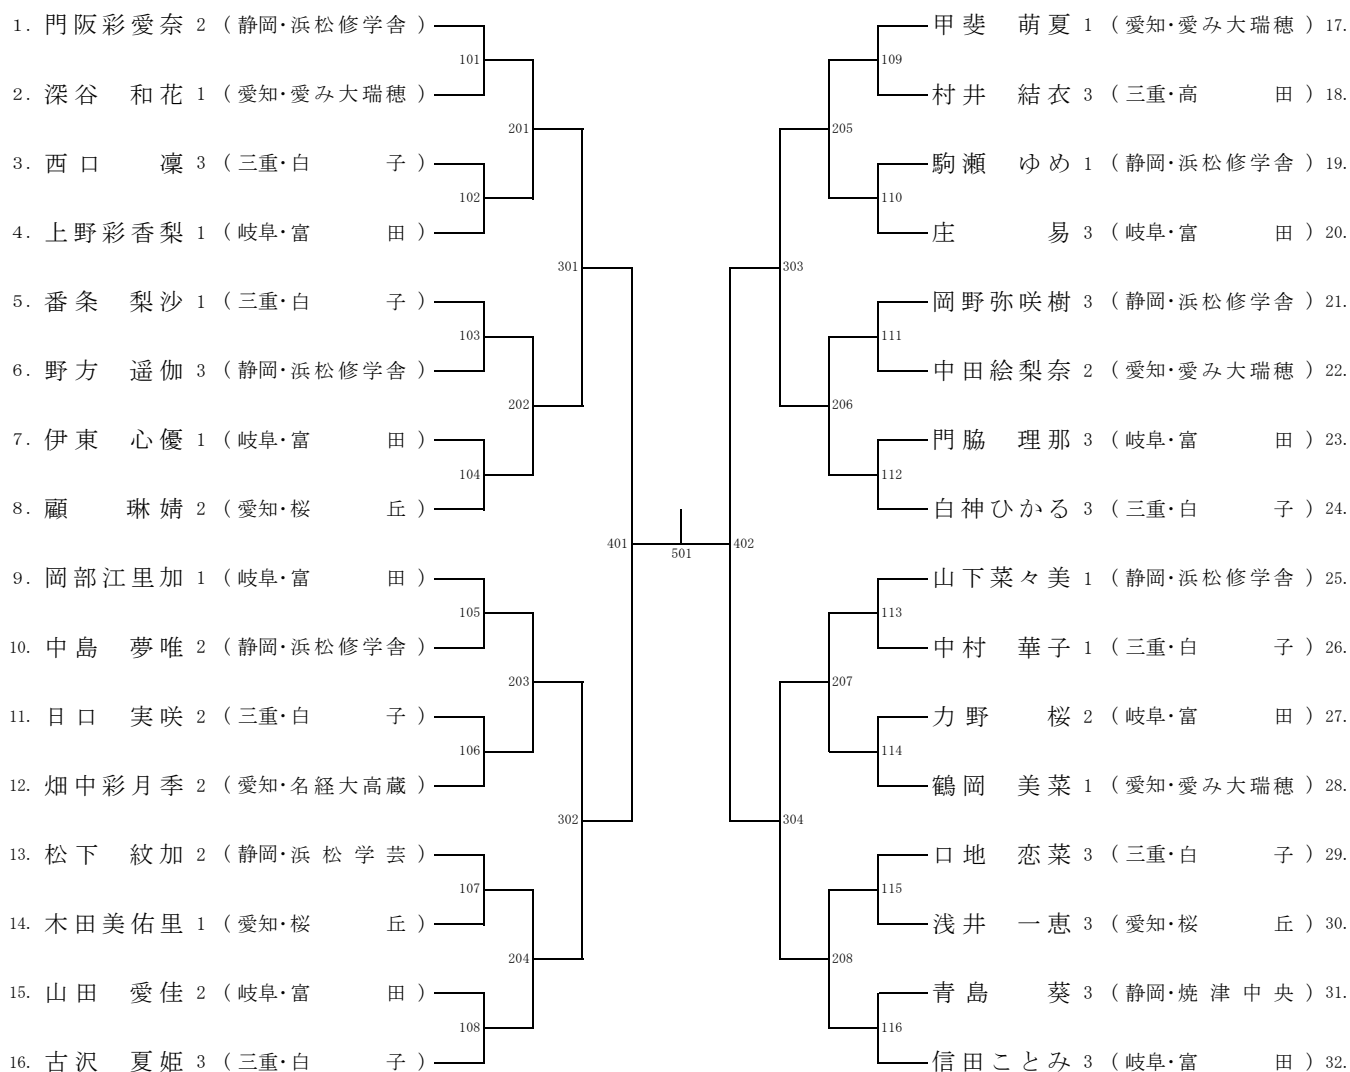 1. 門阪彩愛奈 2 (静岡・浜松修学舎)
101
2. 深谷 和花 1 (愛知・愛み大瑞穂)
201
3. 西口 凜 3 (三重・白 子)
102
4. 上野彩香梨 1 (岐阜・富 田)
301
5. 番条 梨沙 1 (三重・白 子)
103
6. 野方 遥伽 3 (静岡・浜松修学舎)
202
7. 伊東 心優 1 (岐阜・富 田)
104
8. 顧 琳婧 2 (愛知・桜 丘)
401
9. 岡部江里加 1 (岐阜・富 田)
105
10. 中島 夢唯 2 (静岡・浜松修学舎)
203
11. 日口 実咲 2 (三重・白 子)
106
12. 畑中彩月季 2 (愛知・名経大高蔵)
302
13. 松下 紋加 2 (静岡・浜松学芸)
107
14. 木田美佑里 1 (愛知・桜 丘)
204
15. 山田 愛佳 2 (岐阜・富 田)
108
16. 古沢 夏姫 3 (三重・白 子)
501
甲斐 萌夏 1 (愛知・愛み大瑞穂) 17.
109
村井 結衣 3 (三重・高 田) 18.
205
駒瀬 ゆめ 1 (静岡・浜松修学舎) 19.
110
庄 易 3 (岐阜・富 田) 20.
303
岡野弥咲樹 3 (静岡・浜松修学舎) 21.
111
中田絵梨奈 2 (愛知・愛み大瑞穂) 22.
206
門脇 理那 3 (岐阜・富 田) 23.
112
白神ひかる 3 (三重・白 子) 24.
402
山下菜々美 1 (静岡・浜松修学舎) 25.
113
中村 華子 1 (三重・白 子) 26.
207
力野 桜 2 (岐阜・富 田) 27.
114
鶴岡 美菜 1 (愛知・愛み大瑞穂) 28.
304
口地 恋菜 3 (三重・白 子) 29.
115
浅井 一恵 3 (愛知・桜 丘) 30.
208
青島 葵 3 (静岡・焼津中央) 31.
116
信田ことみ 3 (岐阜・富 田) 32.